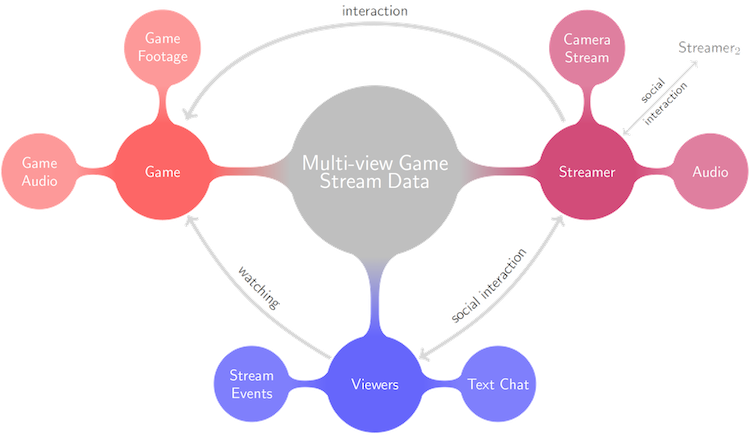 interaction
Game
Footage
Camera
Stream
Streamer₂
social
interaction
Game
Audio
Game
Multi-view Game
Stream Data
Streamer
Audio
watching
social interaction
Stream
Events
Viewers
Text Chat